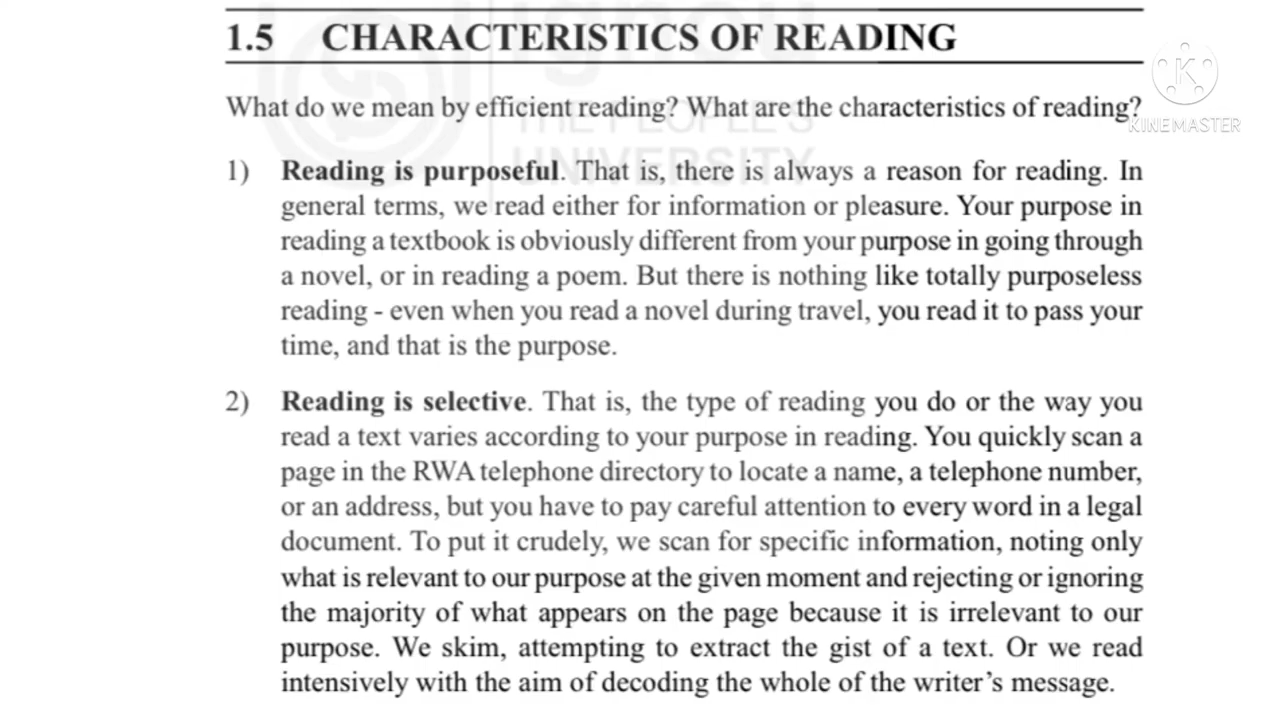 ignou
THE PEOPLE'S
UNIVERSITY
1.5 CHARACTERISTICS OF READING
KINEMASTER
What do we mean by efficient reading? What are the characteristics of reading?
1) Reading is purposeful. That is, there is always a reason for reading. In
general terms, we read either for information or pleasure. Your purpose in
reading a textbook is obviously different from your purpose in going through
a novel, or in reading a poem. But there is nothing like totally purposeless
reading - even when you read a novel during travel, you read it to pass your
time, and that is the purpose.
2) Reading is selective. That is, the type of reading you do or the way you
read a text varies according to your purpose in reading. You quickly scan a
page in the RWA telephone directory to locate a name, a telephone number,
or an address, but you have to pay careful attention to every word in a legal
document. To put it crudely, we scan for specific information, noting only
what is relevant to our purpose at the given moment and rejecting or ignoring
the majority of what appears on the page because it is irrelevant to our
purpose. We skim, attempting to extract the gist of a text. Or we read
intensively with the aim of decoding the whole of the writer's message.